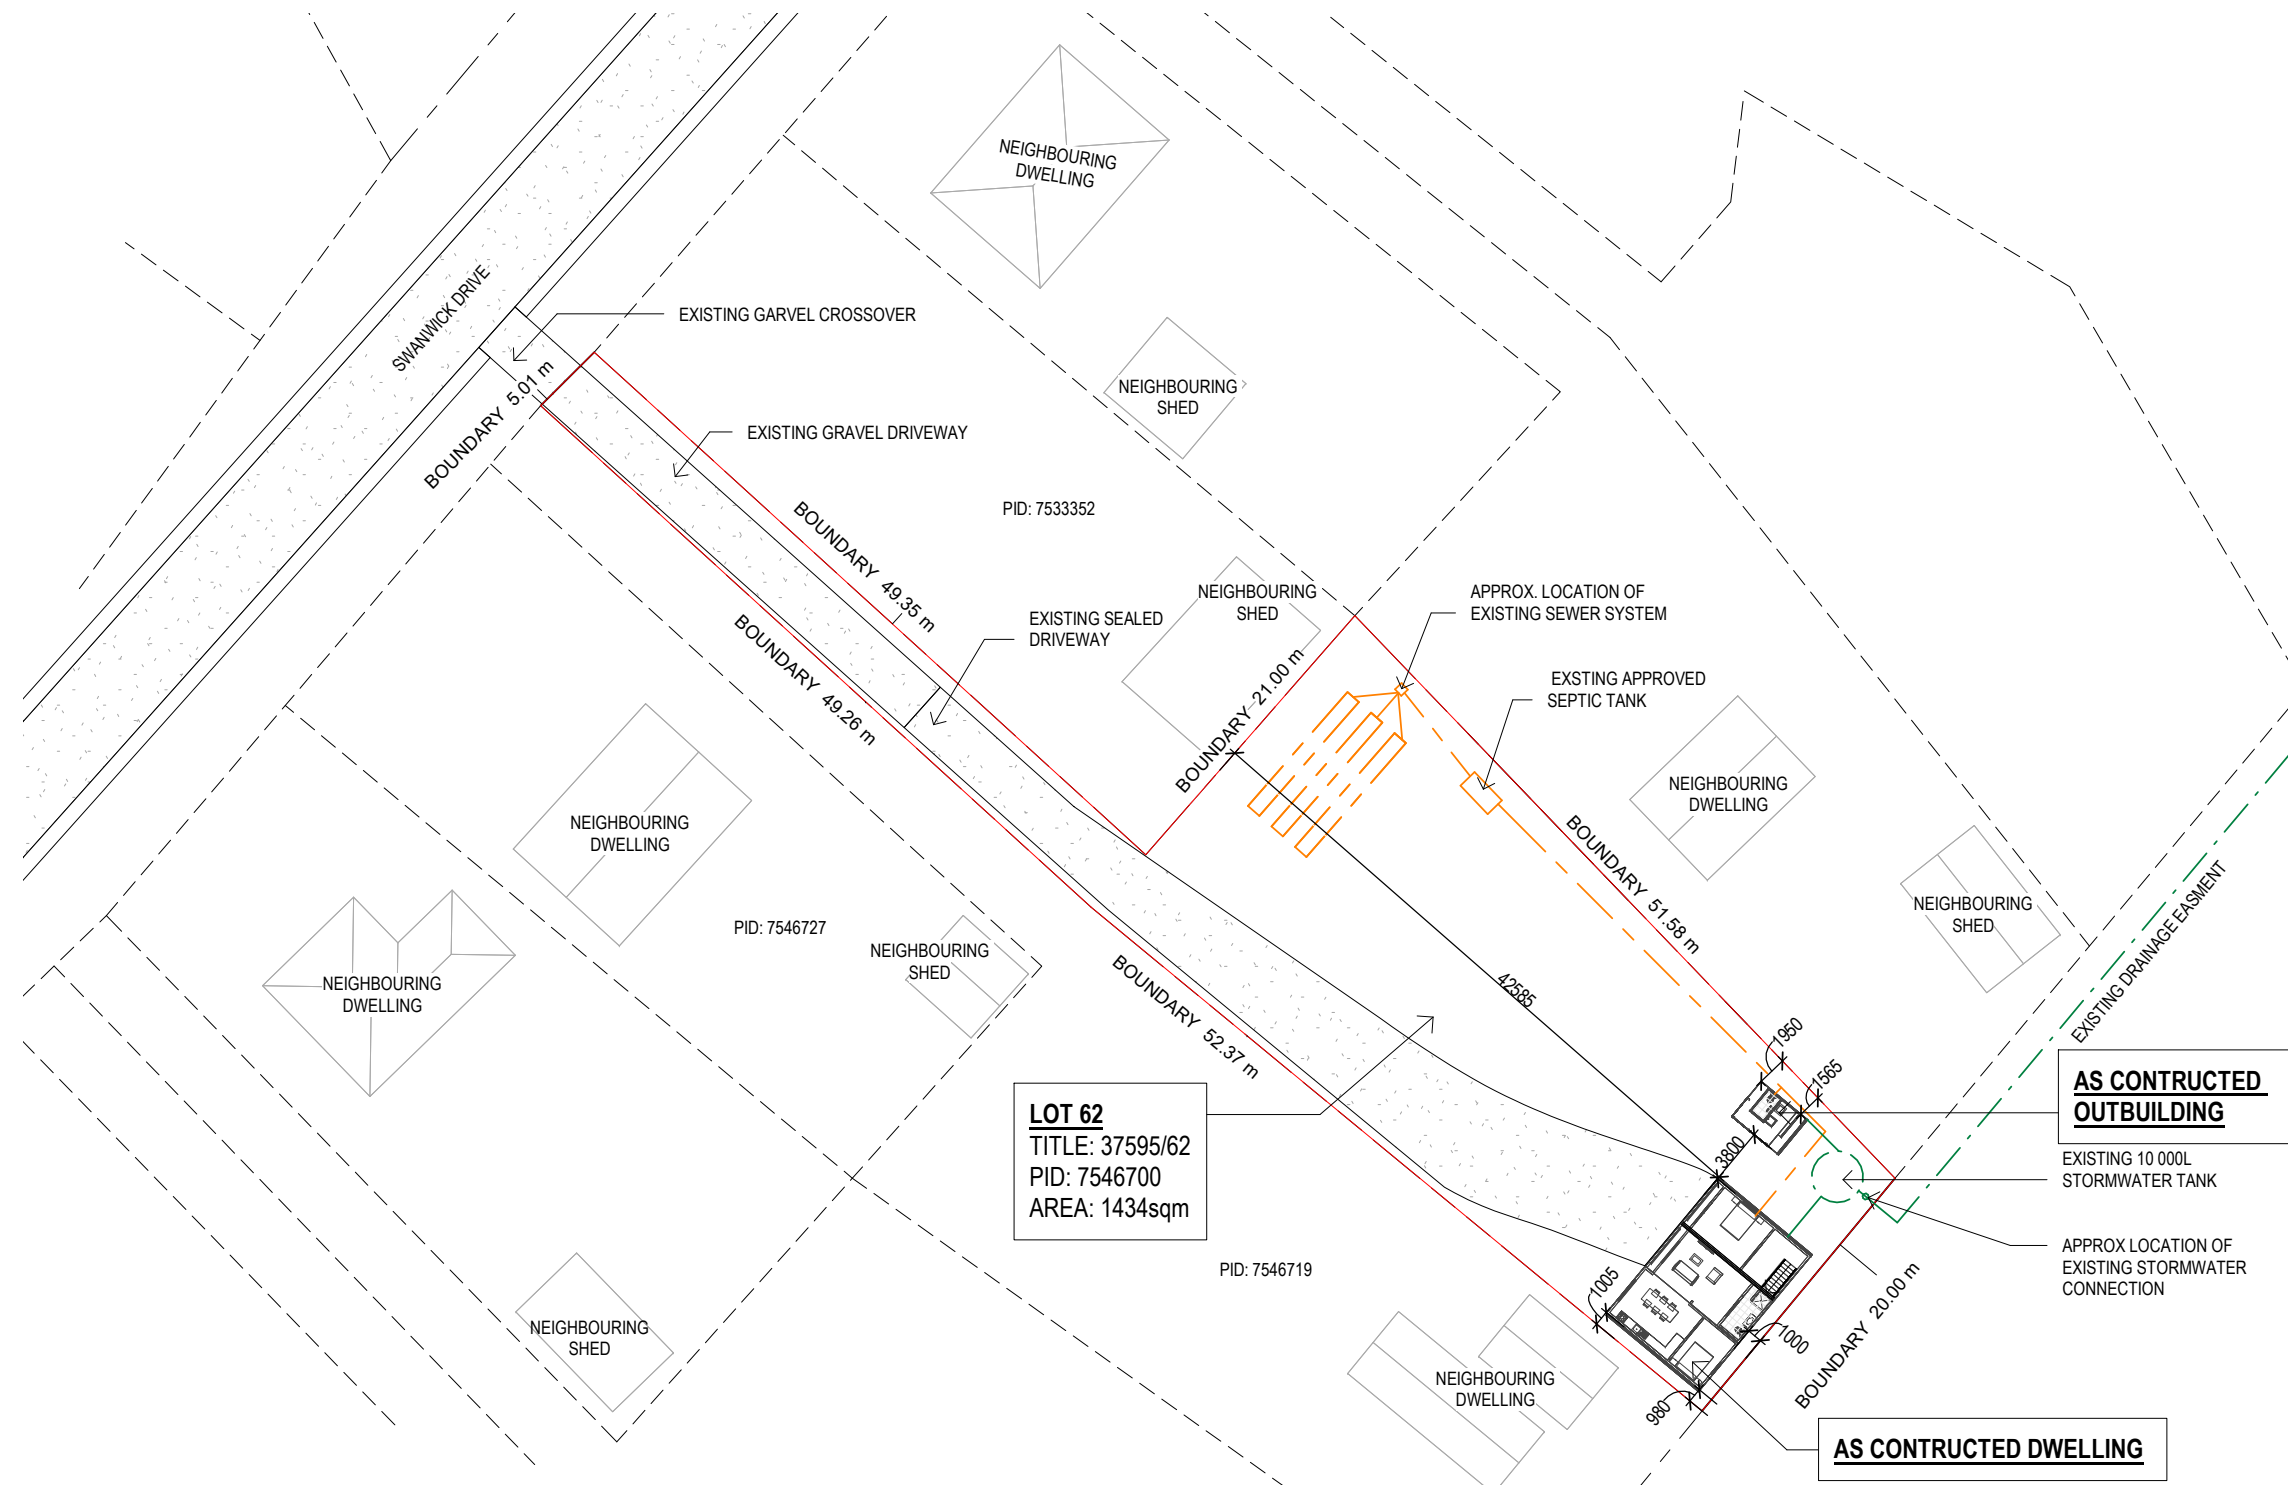 NEIGHBOURING
DWELLING
SWANWICK DRIVE
EXISTING GARVEL CROSSOVER
BOUNDARY 5.01 m
NEIGHBOURING
SHED
EXISTING GRAVEL DRIVEWAY
PID: 7533352
BOUNDARY 49.35 m
NEIGHBOURING
SHED
APPROX. LOCATION OF
EXISTING SEWER SYSTEM
EXISTING SEALED
DRIVEWAY
BOUNDARY 49.26 m
BOUNDARY 21.00 m
EXSTING APPROVED
SEPTIC TANK
NEIGHBOURING
DWELLING
NEIGHBOURING
DWELLING
BOUNDARY 51.58 m
NEIGHBOURING
SHED
EXISTING DRAINAGE EASMENT
PID: 7546727
NEIGHBOURING
SHED
NEIGHBOURING
DWELLING
BOUNDARY 52.37 m
42585
1950
1565
AS CONTRUCTED
OUTBUILDING
LOT 62
TITLE: 37595/62
PID: 7546700
AREA: 1434sqm
3800
EXISTING 10 000L
STORMWATER TANK
APPROX LOCATION OF
EXISTING STORMWATER
CONNECTION
PID: 7546719
1005
1000
BOUNDARY 20.00 m
NEIGHBOURING
SHED
NEIGHBOURING
DWELLING
980
AS CONTRUCTED DWELLING